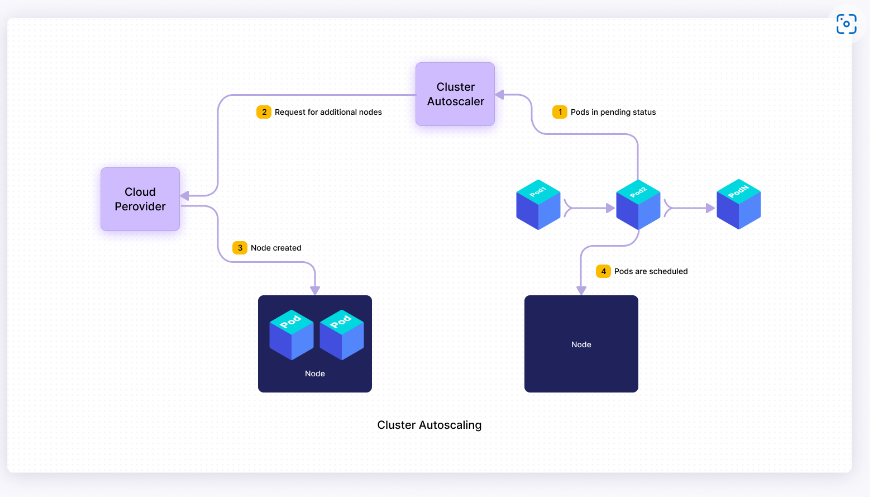 Cluster
Autoscaler
2 Request for additional nodes
1 Pods in pending status
Cloud
Perovider
Pod1
Pod2
PodN
3 Node created
4 Pods are scheduled
Pod
Pod
Node
Node
Cluster Autoscaling